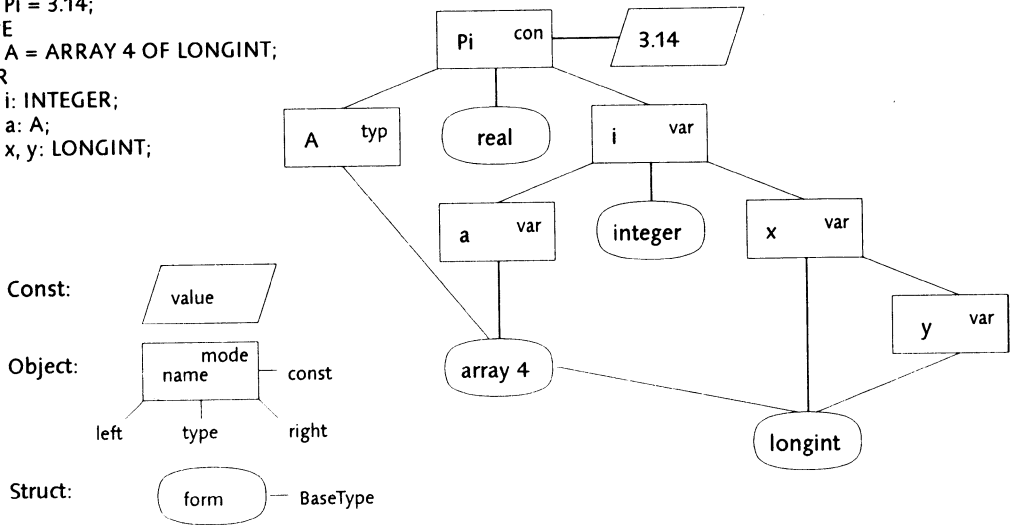 Pi = 3.14;
E
A = ARRAY 4 OF LONGINT;
R
i: INTEGER;
a: A;
x, y: LONGINT;
Pi con
3.14
A typ
real
i var
a var
integer
x var
y var
array 4
longint
Const:
value
Object:
mode
name
const
left type right
Struct:
form
BaseType